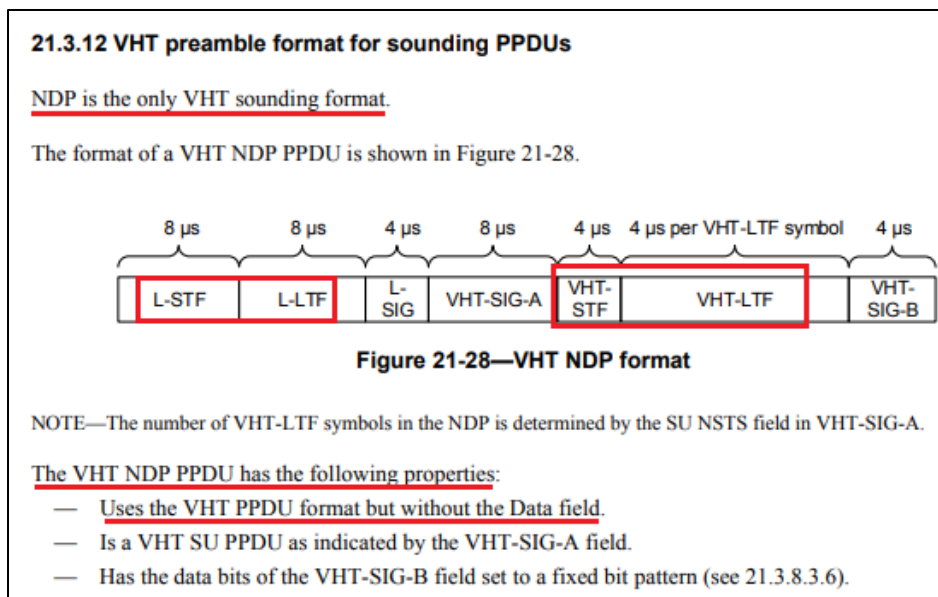 21.3.12 VHT preamble format for sounding PPDUs
NDP is the only VHT sounding format.
The format of a VHT NDP PPDU is shown in Figure 21-28.
8 µs 8 µs 4 µs 8 µs 4 µs 4 µs per VHT-LTF symbol 4 µs
L-STF L-LTF L-SIG VHT-SIG-A VHT-STF VHT-LTF VHT-SIG-B
Figure 21-28—VHT NDP format
NOTE—The number of VHT-LTF symbols in the NDP is determined by the SU NSTS field in VHT-SIG-A.
The VHT NDP PPDU has the following properties:
— Uses the VHT PPDU format but without the Data field.
— Is a VHT SU PPDU as indicated by the VHT-SIG-A field.
— Has the data bits of the VHT-SIG-B field set to a fixed bit pattern (see 21.3.8.3.6).